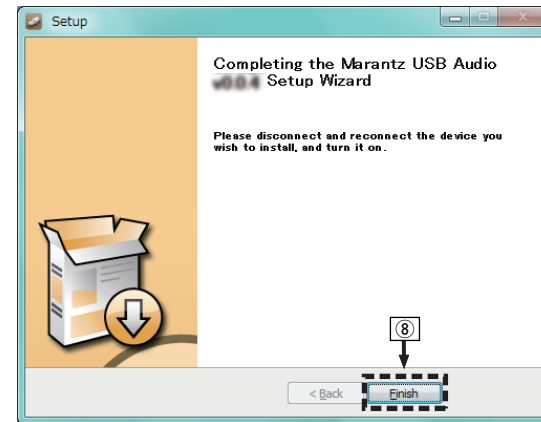 Setup
Completing the Marantz USB Audio
Setup Wizard
Please disconnect and reconnect the device you
wish to install, and turn it on.
⑧
< Back
Finish